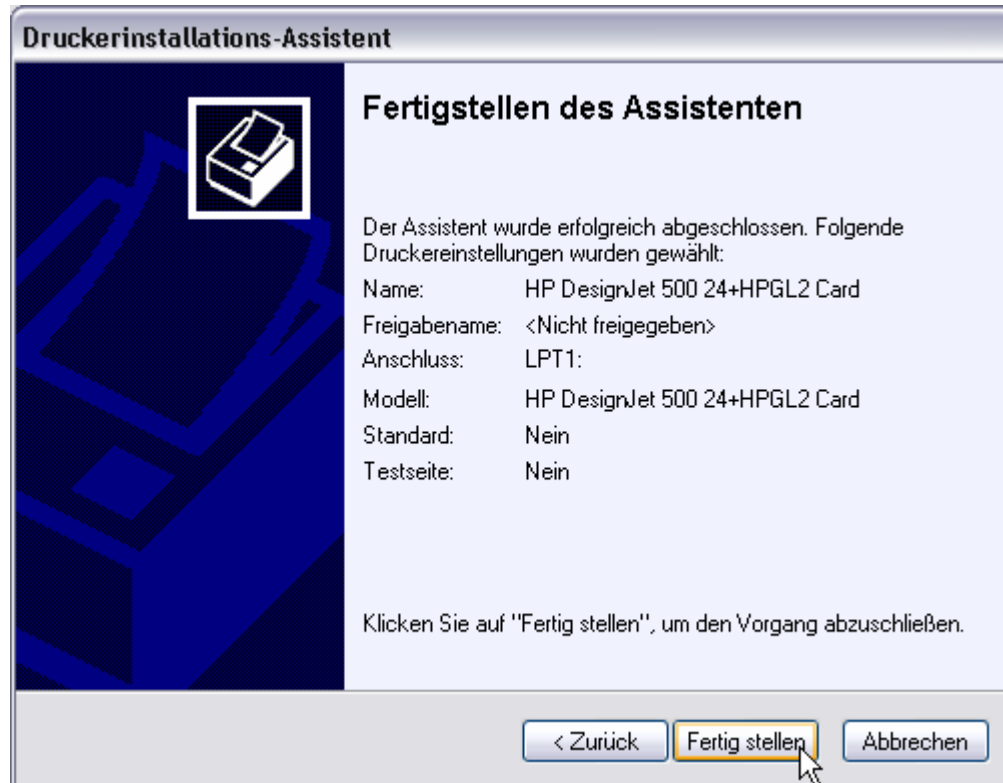 Druckerinstallations-Assistent
Fertigstellen des Assistenten
Der Assistent wurde erfolgreich abgeschlossen. Folgende
Druckereinstellungen wurden gewählt:
Name: HP DesignJet 500 24+HPGL2 Card
Freigabename: <Nicht freigegeben>
Anschluss: LPT1:
Modell: HP DesignJet 500 24+HPGL2 Card
Standard: Nein
Testseite: Nein
Klicken Sie auf "Fertig stellen", um den Vorgang abzuschließen.
< Zurück Fertig stellen Abbrechen